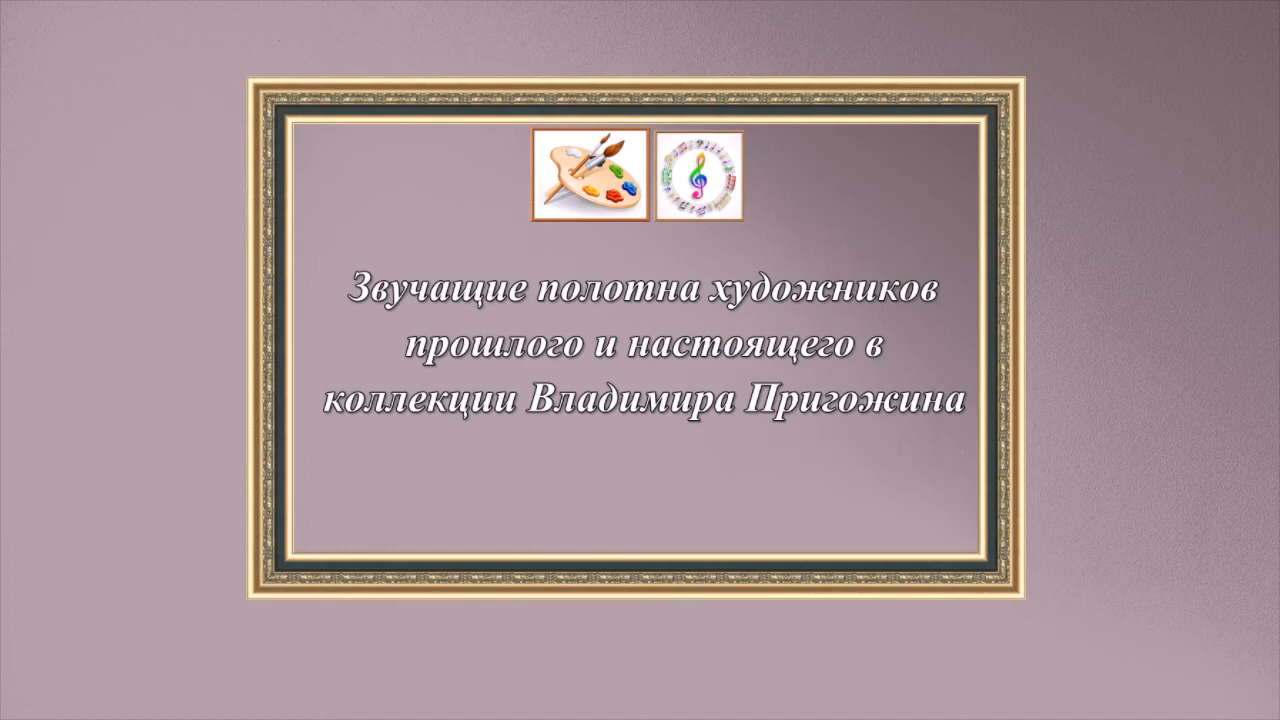 Звучащие полотна художников
прошлого и настоящего в
коллекции Владимира Пригожина